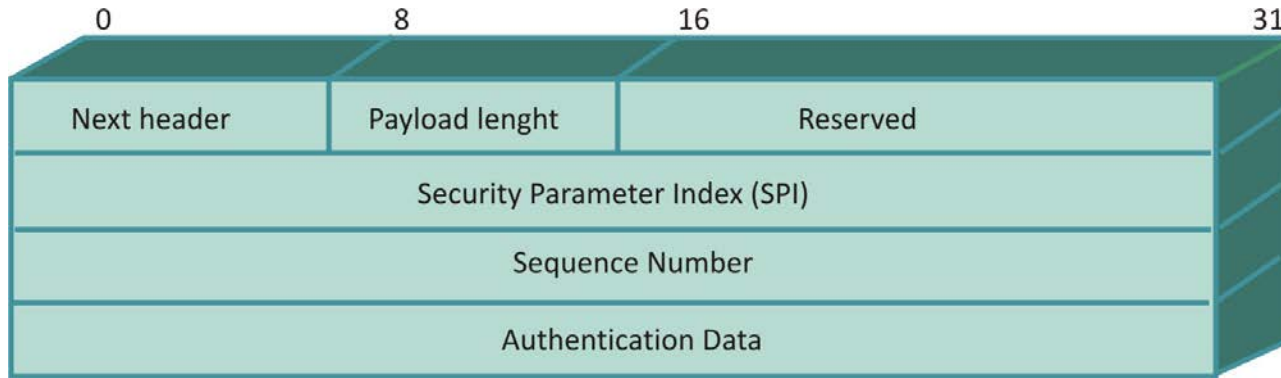 0 8 16 31
Next header Payload lenght Reserved
Security Parameter Index (SPI)
Sequence Number
Authentication Data